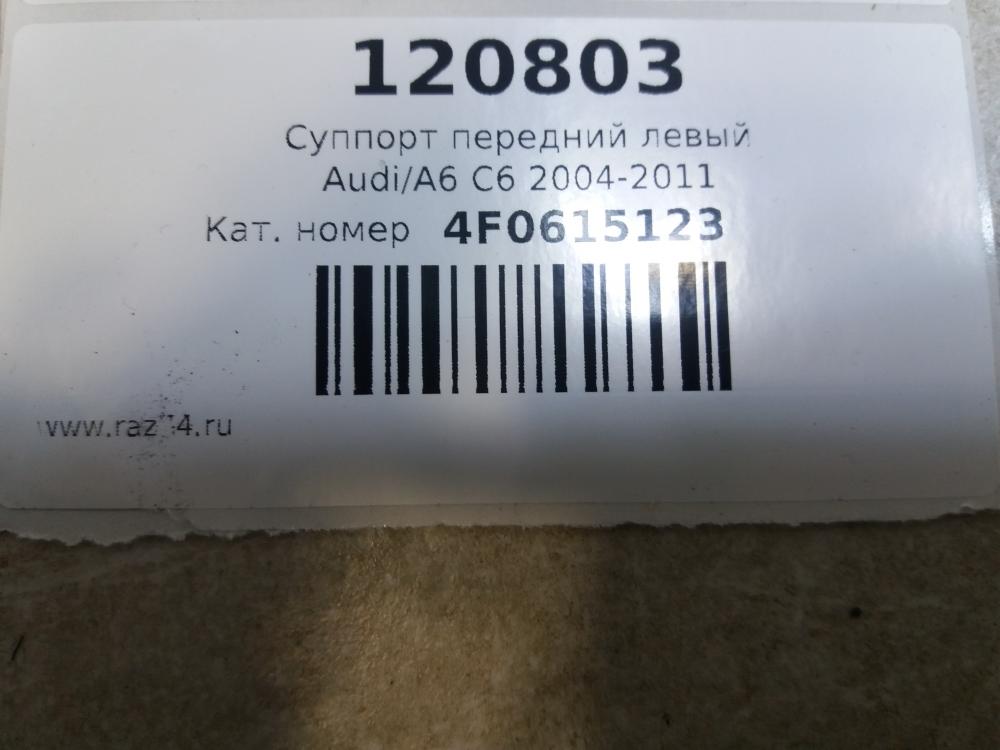 120803
Суппорт передний левый
Audi/A6 C6 2004-2011
Кат. номер 4F0615123